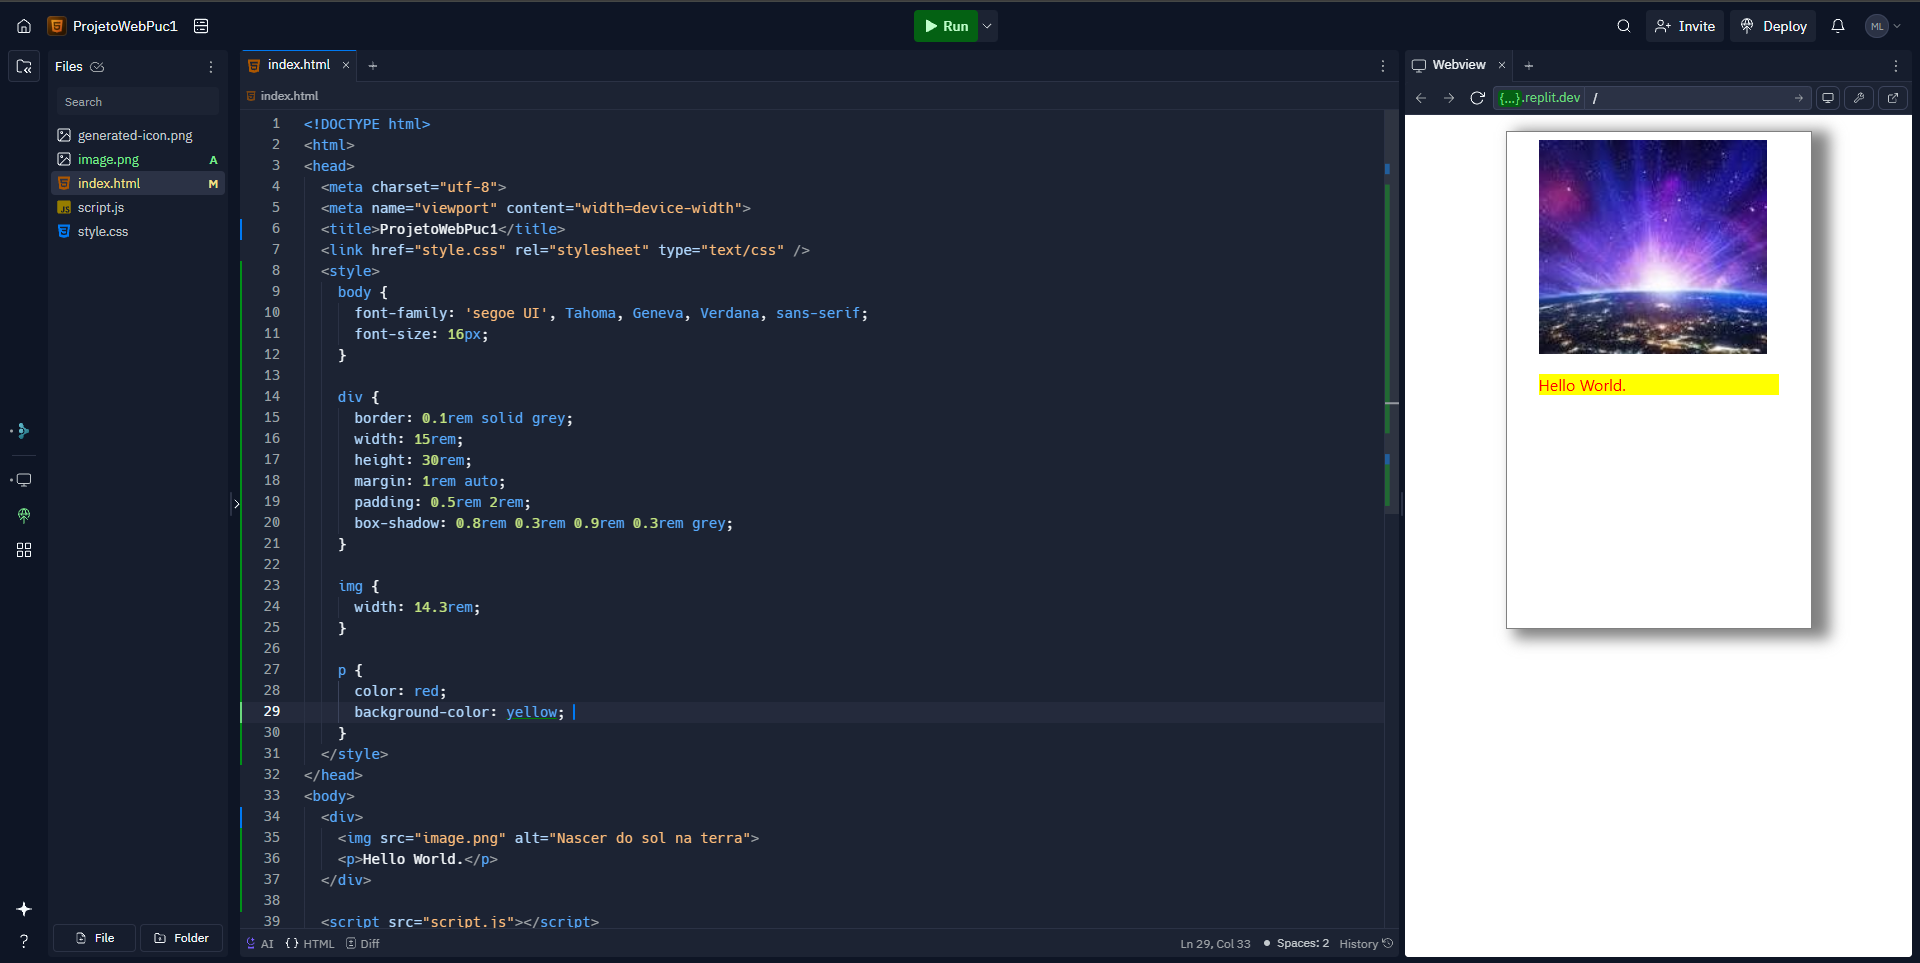 ProjetoWebPuc1
Run
Invite
Deploy
ML
Files
Search
generated-icon.png
image.png A
index.html M
JS script.js
style.css
File
Folder
index.html
index.html
1 <!DOCTYPE html>
2 <html>
3 <head>
4 <meta charset="utf-8">
5 <meta name="viewport" content="width=device-width">
6 <title>ProjetoWebPuc1</title>
7 <link href="style.css" rel="stylesheet" type="text/css" />
8 <style>
9 body {
10 font-family: 'segoe UI', Tahoma, Geneva, Verdana, sans-serif;
11 font-size: 16px;
12 }
13
14 div {
15 border: 0.1rem solid grey;
16 width: 15rem;
17 height: 30rem;
18 margin: 1rem auto;
19 padding: 0.5rem 2rem;
20 box-shadow: 0.8rem 0.3rem 0.9rem 0.3rem grey;
21 }
22
23 img {
24 width: 14.3rem;
25 }
26
27 p {
28 color: red;
29 background-color: yellow;
30 }
31 </style>
32 </head>
33 <body>
34 <div>
35 <img src="image.png" alt="Nascer do sol na terra">
36 <p>Hello World.</p>
37 </div>
38
39 <script src="script.js"></script>
AI {} HTML Diff
Ln 29, Col 33 Spaces: 2 History
Webview
{...}.replit.dev /
Hello World.